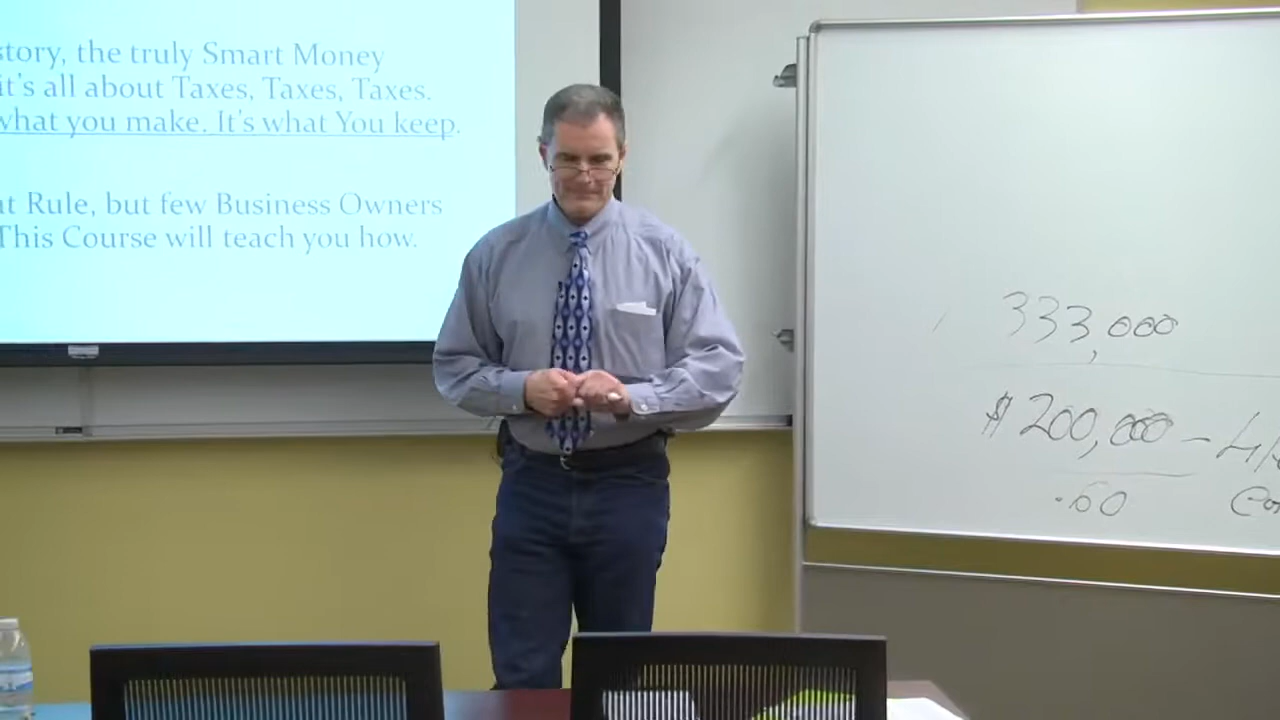 story, the truly Smart Money
it's all about Taxes, Taxes, Taxes.
what you make. It's what You keep.
at Rule, but few Business Owners
This Course will teach you how.
333,000
$200,000 -
.60